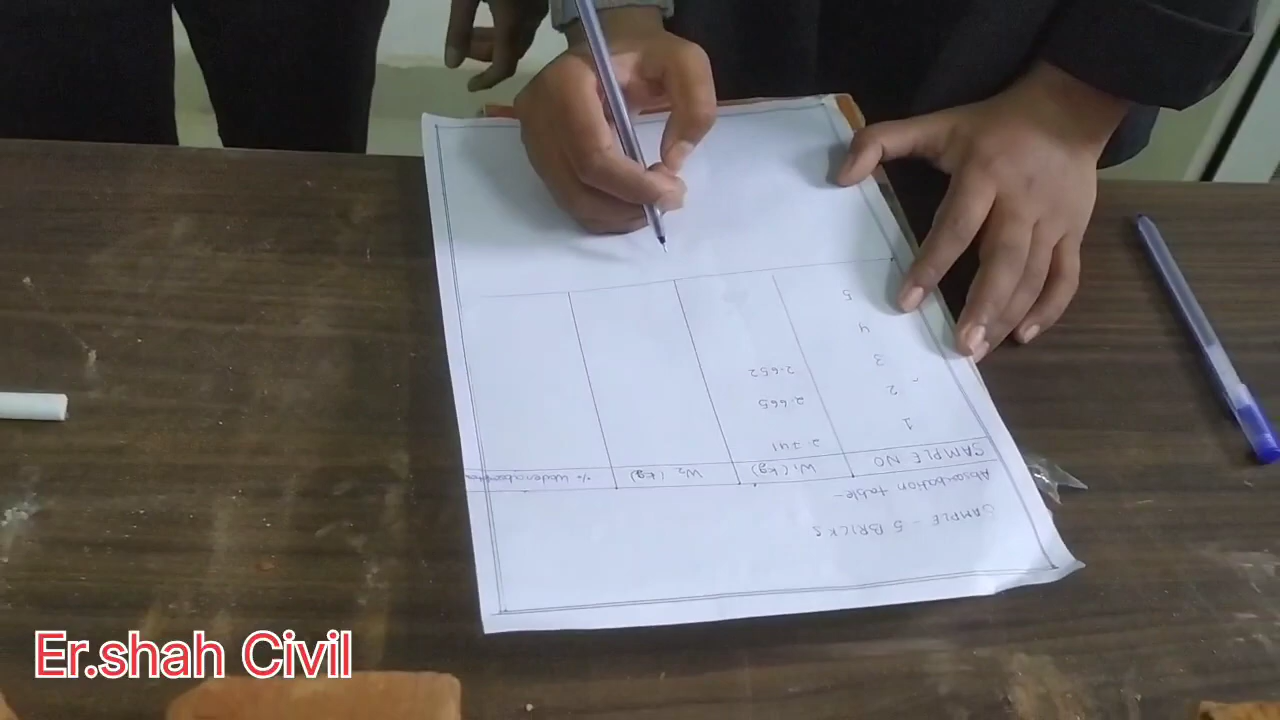 SAMPLE - 5 BRICKS
Absorbation table-
SAMPLE NO W₁ (kg) W₂ (kg) % Water absorption
1 2.741
2 2.665
3 2.652
4
5
Er.shah Civil